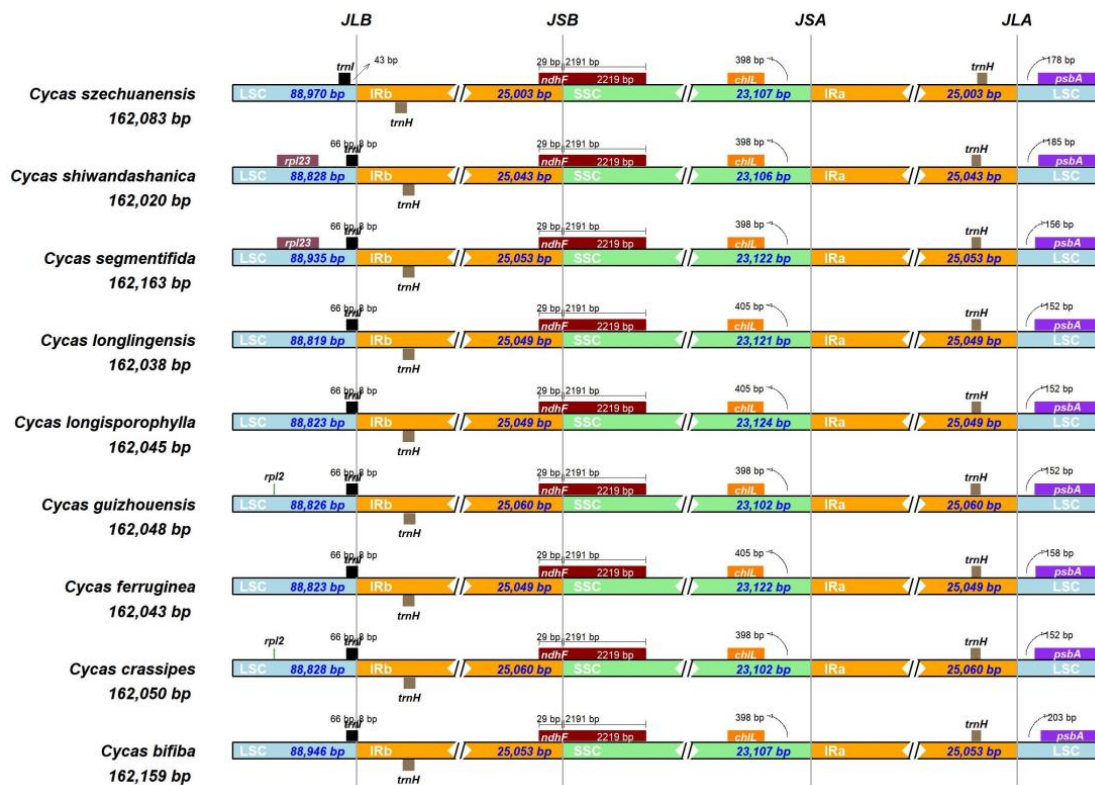 JLB JSB JSA JLA
trnI 43 bp 29 bp 2191 bp 398 bp trnH 178 bp
ndhF 2219 bp chlL psbA
Cycas szechuanensis LSC 88,970 bp IRb 25,003 bp SSC 23,107 bp IRa 25,003 bp LSC
162,083 bp trnH
66 bp 8 bp 29 bp 2191 bp 398 bp trnH 185 bp
rpl23 trnI ndhF 2219 bp chlL psbA
Cycas shiwandashanica LSC 88,828 bp IRb 25,043 bp SSC 23,106 bp IRa 25,043 bp LSC
162,020 bp trnH
66 bp 8 bp 29 bp 2191 bp 398 bp trnH 156 bp
rpl23 trnI ndhF 2219 bp chlL psbA
Cycas segmentifida LSC 88,935 bp IRb 25,053 bp SSC 23,122 bp IRa 25,053 bp LSC
162,163 bp trnH
66 bp 8 bp 29 bp 2191 bp 405 bp trnH 152 bp
trnI ndhF 2219 bp chlL psbA
Cycas longlingensis LSC 88,819 bp IRb 25,049 bp SSC 23,121 bp IRa 25,049 bp LSC
162,038 bp trnH
66 bp 8 bp 29 bp 2191 bp 405 bp trnH 152 bp
trnI ndhF 2219 bp chlL psbA
Cycas longisporophylla LSC 88,823 bp IRb 25,049 bp SSC 23,124 bp IRa 25,049 bp LSC
162,045 bp trnH
66 bp 8 bp 29 bp 2191 bp 398 bp trnH 152 bp
rpl2 trnI ndhF 2219 bp chlL psbA
Cycas guizhouensis LSC 88,826 bp IRb 25,060 bp SSC 23,102 bp IRa 25,060 bp LSC
162,048 bp trnH
66 bp 8 bp 29 bp 2191 bp 405 bp trnH 158 bp
trnI ndhF 2219 bp chlL psbA
Cycas ferruginea LSC 88,823 bp IRb 25,049 bp SSC 23,122 bp IRa 25,049 bp LSC
162,043 bp trnH
66 bp 8 bp 29 bp 2191 bp 398 bp trnH 152 bp
rpl2 trnI ndhF 2219 bp chlL psbA
Cycas crassipes LSC 88,828 bp IRb 25,060 bp SSC 23,102 bp IRa 25,060 bp LSC
162,050 bp trnH
66 bp 8 bp 29 bp 2191 bp 398 bp trnH 203 bp
trnI ndhF 2219 bp chlL psbA
Cycas bifiba LSC 88,946 bp IRb 25,053 bp SSC 23,107 bp IRa 25,053 bp LSC
162,159 bp trnH